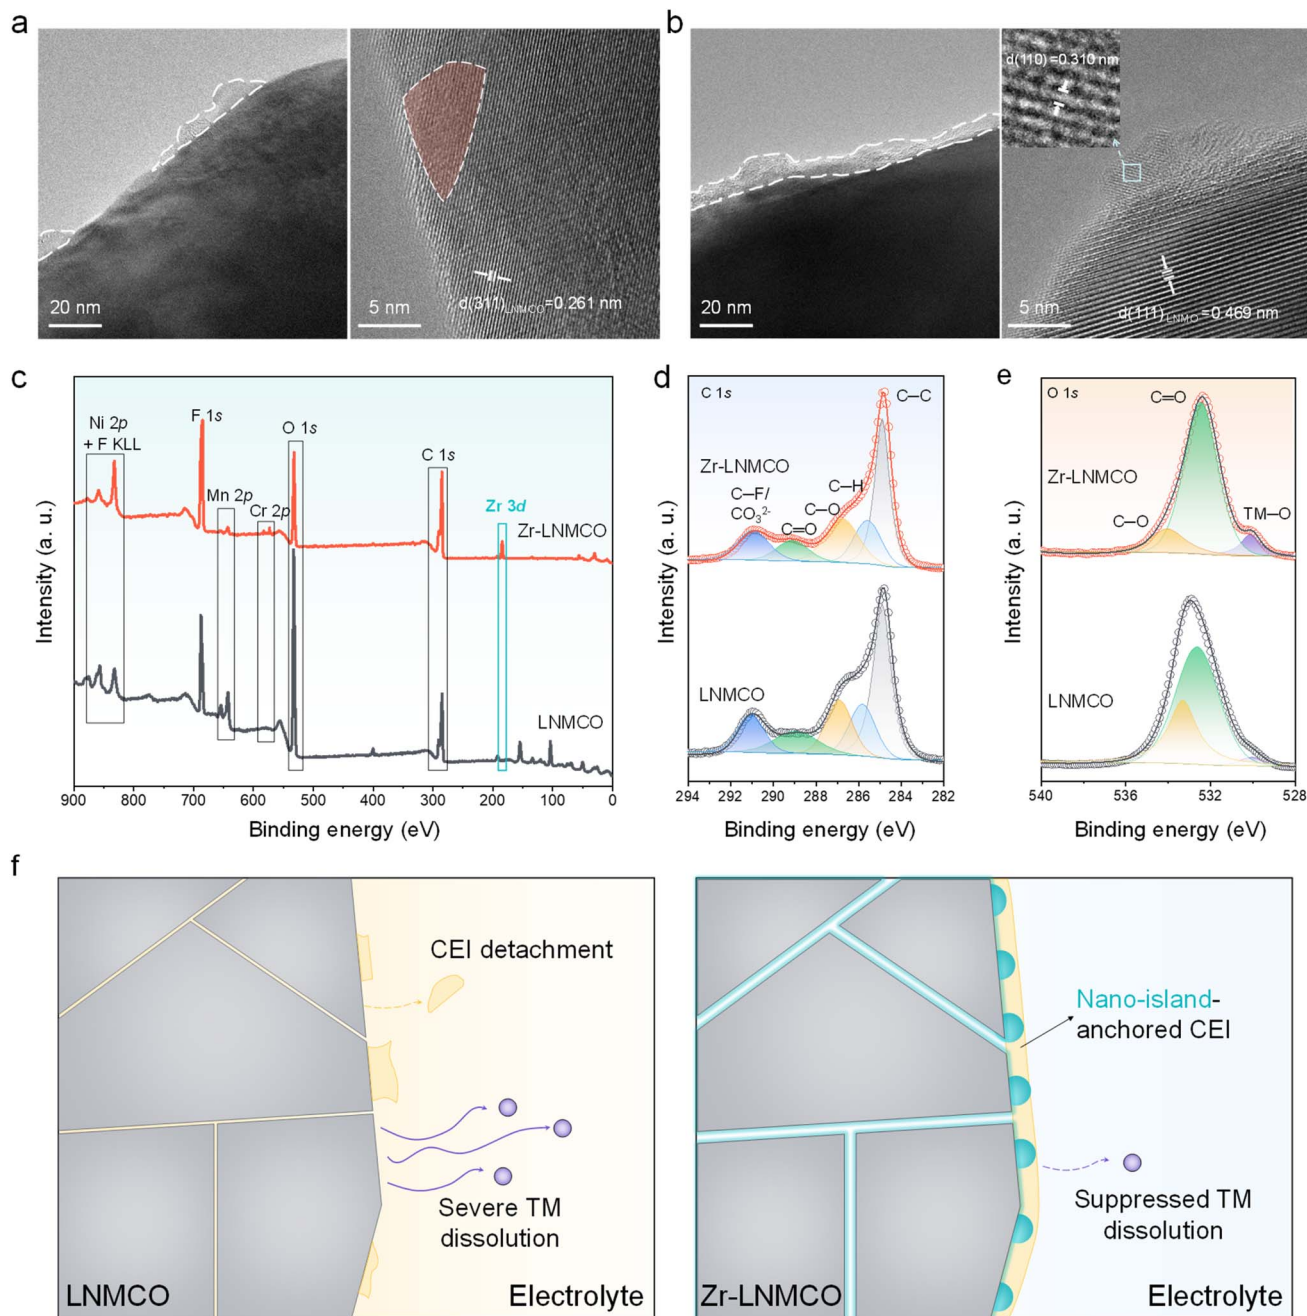 a
20 nm
5 nm
d(311)LNMCO=0.261 nm
b
20 nm
d(110)=0.310 nm
5 nm
d(111)LNMO=0.469 nm
c
Intensity (a. u.)
Ni 2p
+ F KLL
F 1s
Mn 2p
Cr 2p
O 1s
C 1s
Zr 3d
Zr-LNMCO
LNMCO
900 800 700 600 500 400 300 200 100 0
Binding energy (eV)
d
Intensity (a. u.)
C 1s
C—C
Zr-LNMCO
C—H
C—F/
CO₃²⁻
C—O
C═O
LNMCO
294 292 290 288 286 284 282
Binding energy (eV)
e
Intensity (a. u.)
O 1s
C═O
Zr-LNMCO
C—O
TM—O
LNMCO
540 536 532 528
Binding energy (eV)
f
CEI detachment
Severe TM
dissolution
LNMCO
Electrolyte
Nano-island-
anchored CEI
Suppressed TM
dissolution
Zr-LNMCO
Electrolyte